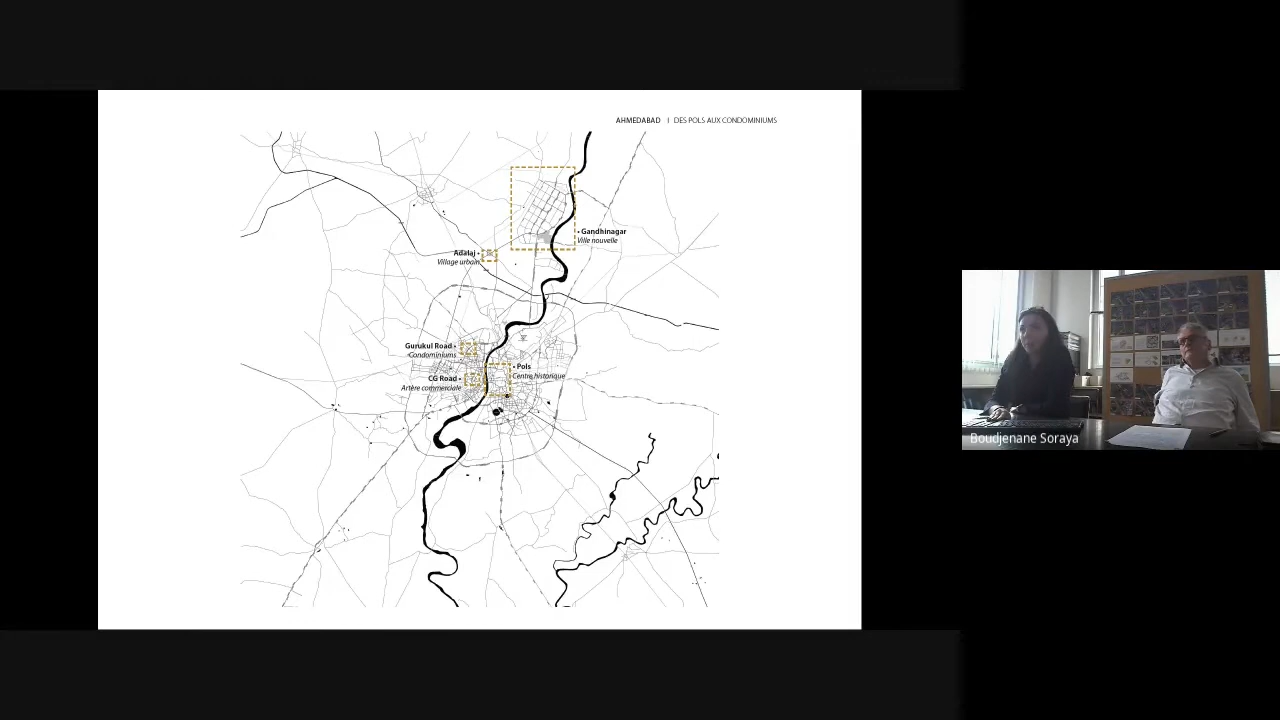 AHMEDABAD | DES POLS AUX CONDOMINIUMS
• Gandhinagar
Ville nouvelle
Adalaj •
Village urbain
Gurukul Road •
Condominiums
• Pols
Centre historique
CG Road •
Artère commerciale
Boudjenane Soraya